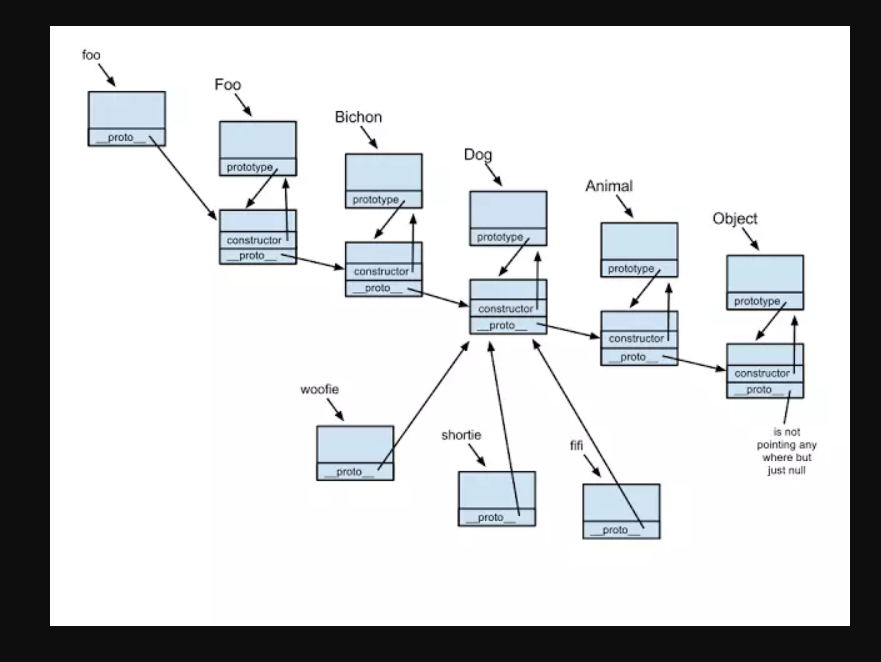 foo
__proto__
Foo
prototype
constructor
__proto__
Bichon
prototype
constructor
__proto__
Dog
prototype
constructor
__proto__
Animal
prototype
constructor
__proto__
Object
prototype
constructor
__proto__
is not
pointing any
where but
just null
woofie
__proto__
shortie
__proto__
fifi
__proto__